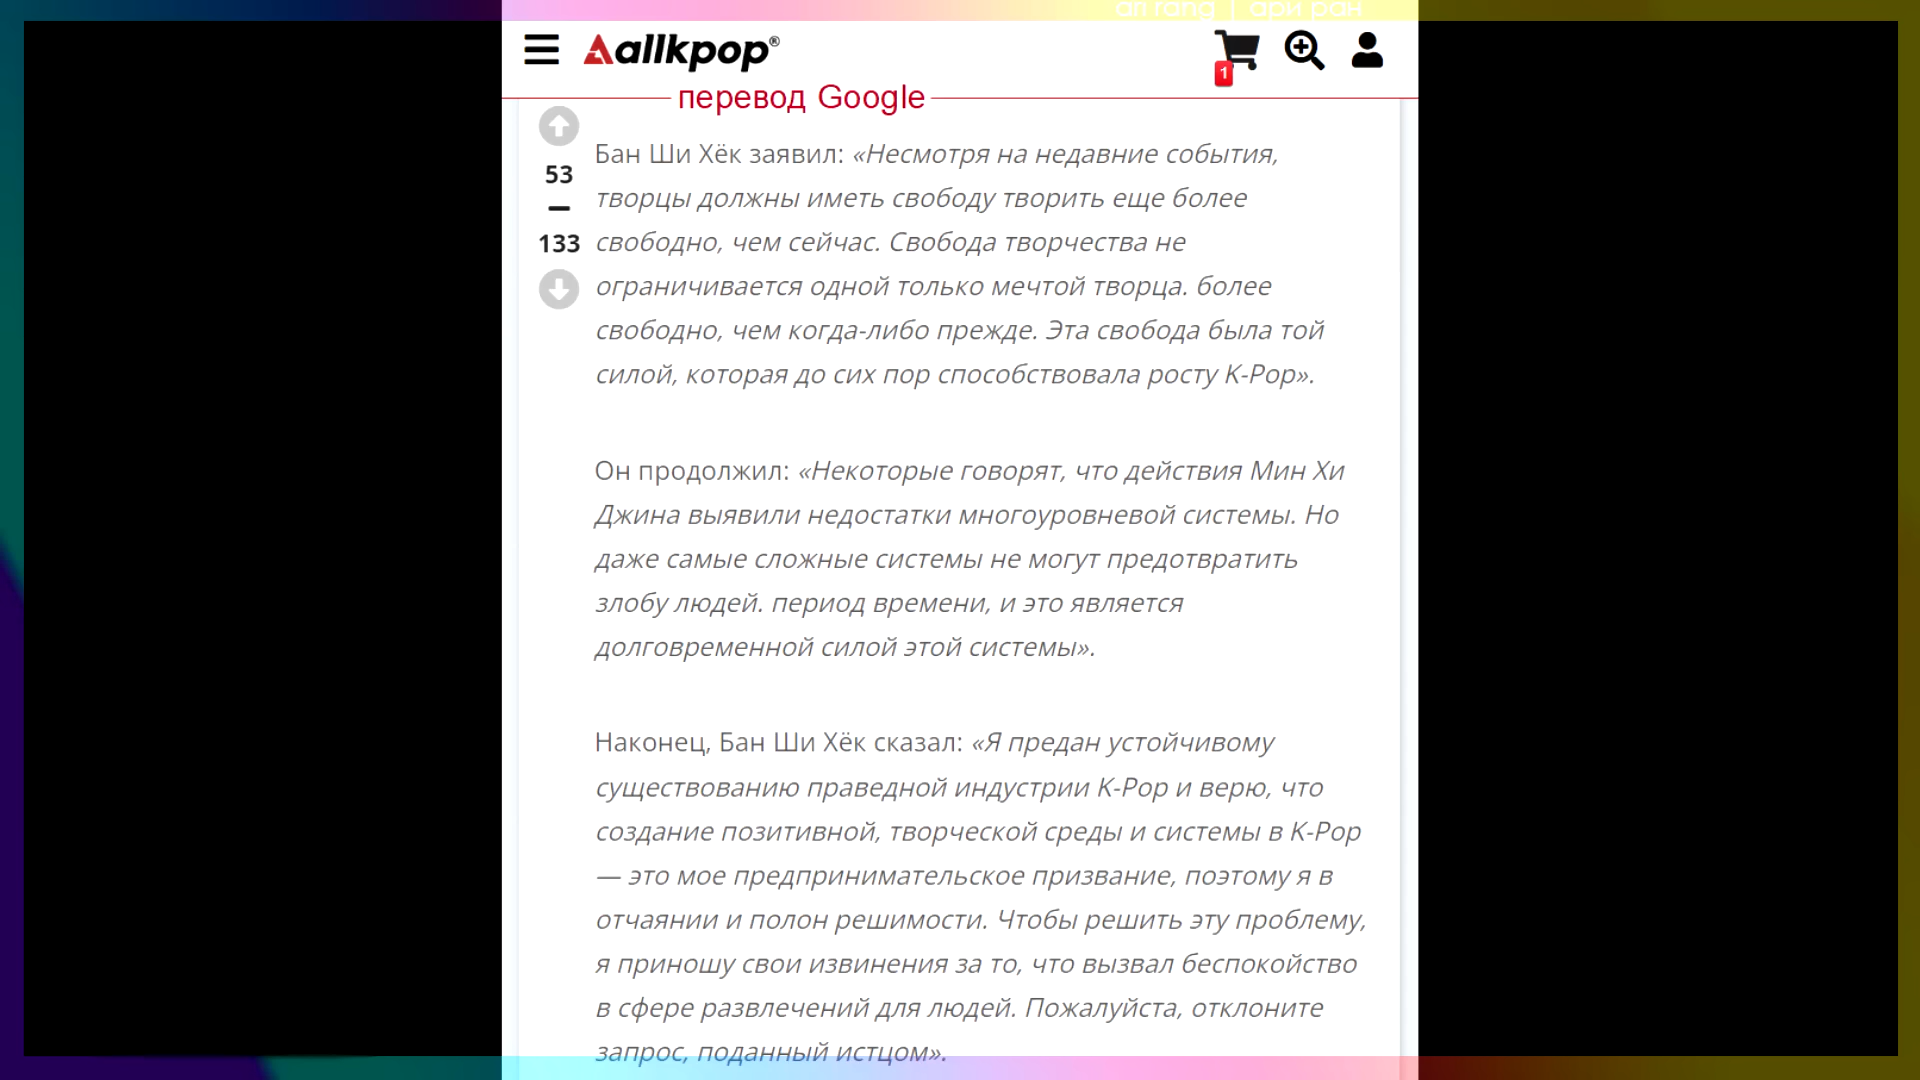 ari rang | ари ран
allkpop®
1
перевод Google
53
133
Бан Ши Хёк заявил: «Несмотря на недавние события,
творцы должны иметь свободу творить еще более
свободно, чем сейчас. Свобода творчества не
ограничивается одной только мечтой творца. более
свободно, чем когда-либо прежде. Эта свобода была той
силой, которая до сих пор способствовала росту K-Pop».
Он продолжил: «Некоторые говорят, что действия Мин Хи
Джина выявили недостатки многоуровневой системы. Но
даже самые сложные системы не могут предотвратить
злобу людей. период времени, и это является
долговременной силой этой системы».
Наконец, Бан Ши Хёк сказал: «Я предан устойчивому
существованию праведной индустрии K-Pop и верю, что
создание позитивной, творческой среды и системы в K-Pop
— это мое предпринимательское призвание, поэтому я в
отчаянии и полон решимости. Чтобы решить эту проблему,
я приношу свои извинения за то, что вызвал беспокойство
в сфере развлечений для людей. Пожалуйста, отклоните
запрос, поданный истцом».